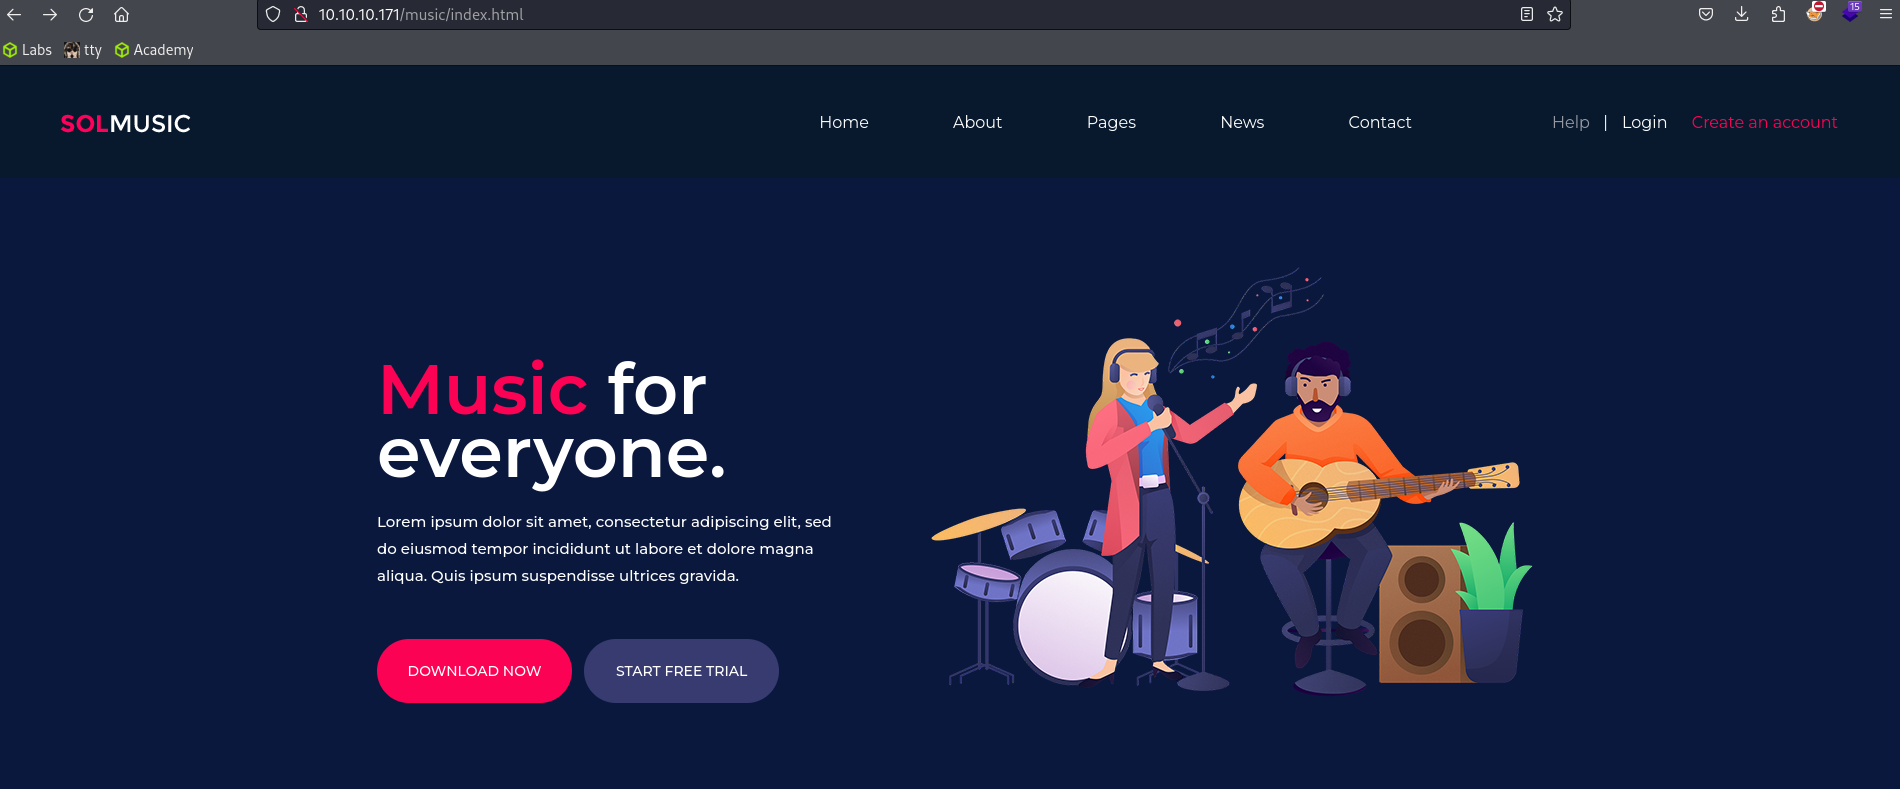 10.10.10.171/music/index.html
15
Labs tty Academy
SOLMUSIC Home About Pages News Contact Help | Login Create an account
Music for
everyone.
Lorem ipsum dolor sit amet, consectetur adipiscing elit, sed
do eiusmod tempor incididunt ut labore et dolore magna
aliqua. Quis ipsum suspendisse ultrices gravida.
DOWNLOAD NOW START FREE TRIAL